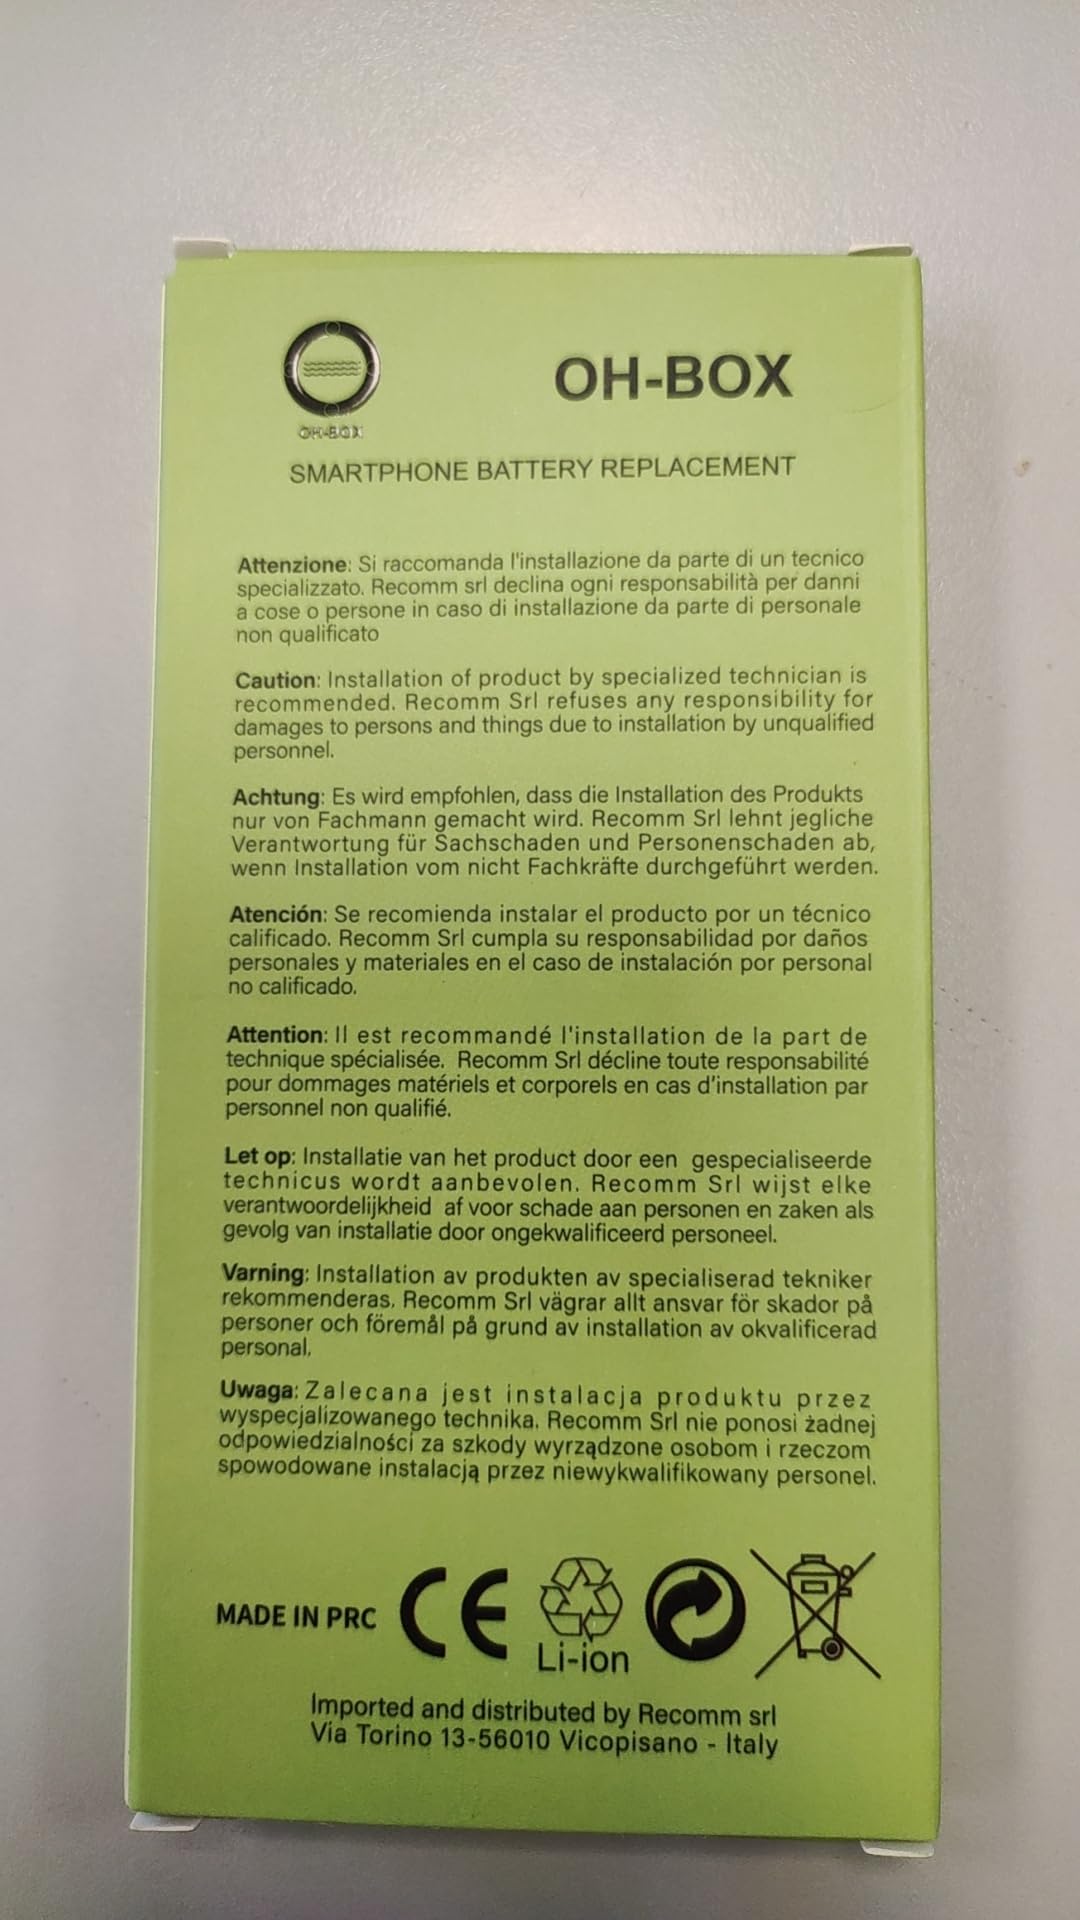 OH-BOX
OH-BOX
SMARTPHONE BATTERY REPLACEMENT
Attenzione: Si raccomanda l'installazione da parte di un tecnico
specializzato. Recomm srl declina ogni responsabilità per danni
a cose o persone in caso di installazione da parte di personale
non qualificato
Caution: Installation of product by specialized technician is
recommended. Recomm Srl refuses any responsibility for
damages to persons and things due to installation by unqualified
personnel.
Achtung: Es wird empfohlen, dass die Installation des Produkts
nur von Fachmann gemacht wird. Recomm Srl lehnt jegliche
Verantwortung für Sachschaden und Personenschaden ab,
wenn Installation vom nicht Fachkräfte durchgeführt werden.
Atención: Se recomienda instalar el producto por un técnico
calificado. Recomm Srl cumpla su responsabilidad por daños
personales y materiales en el caso de instalación por personal
no calificado.
Attention: Il est recommandé l'installation de la part de
technique spécialisée. Recomm Srl décline toute responsabilité
pour dommages matériels et corporels en cas d'installation par
personnel non qualifié.
Let op: Installatie van het product door een gespecialiseerde
technicus wordt aanbevolen. Recomm Srl wijst elke
verantwoordelijkheid af voor schade aan personen en zaken als
gevolg van installatie door ongekwalificeerd personeel.
Varning: Installation av produkten av specialiserad tekniker
rekommenderas. Recomm Srl vägrar allt ansvar för skador på
personer och föremål på grund av installation av okvalificerad
personal.
Uwaga: Zalecana jest instalacja produktu przez
wyspecjalizowanego technika. Recomm Srl nie ponosi żadnej
odpowiedzialności za szkody wyrządzone osobom i rzeczom
spowodowane instalacją przez niewykwalifikowany personel.
MADE IN PRC CE
Li-ion
Imported and distributed by Recomm srl
Via Torino 13-56010 Vicopisano - Italy